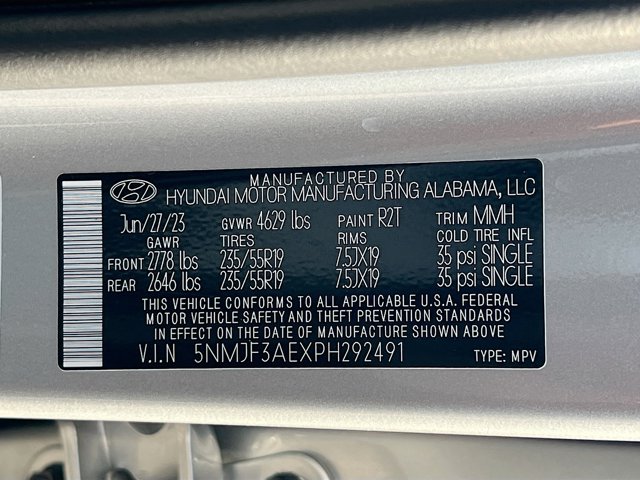 MANUFACTURED BY
HYUNDAI MOTOR MANUFACTURING ALABAMA, LLC
Jun/27/23 GVWR 4629 lbs PAINT R2T TRIM MMH
GAWR TIRES RIMS COLD TIRE INFL
FRONT 2778 lbs 235/55R19 7.5JX19 35 psi SINGLE
REAR 2646 lbs 235/55R19 7.5JX19 35 psi SINGLE
THIS VEHICLE CONFORMS TO ALL APPLICABLE U.S.A. FEDERAL
MOTOR VEHICLE SAFETY AND THEFT PREVENTION STANDARDS
IN EFFECT ON THE DATE OF MANUFACTURE SHOWN ABOVE
V.I.N 5NMJF3AEXPH292491 TYPE: MPV